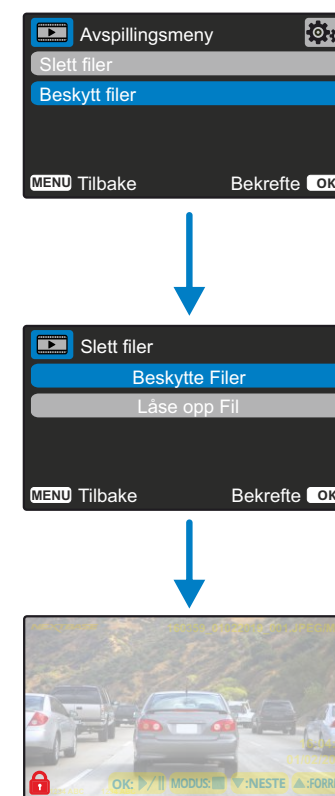 Avspillingsmeny
Slett filer
Beskytt filer
MENU Tilbake Bekrefte OK
Slett filer
Beskytte Filer
Låse opp Fil
MENU Tilbake Bekrefte OK
OK: ▶/|| MODUS:■ ▼:NESTE ▲:FORR